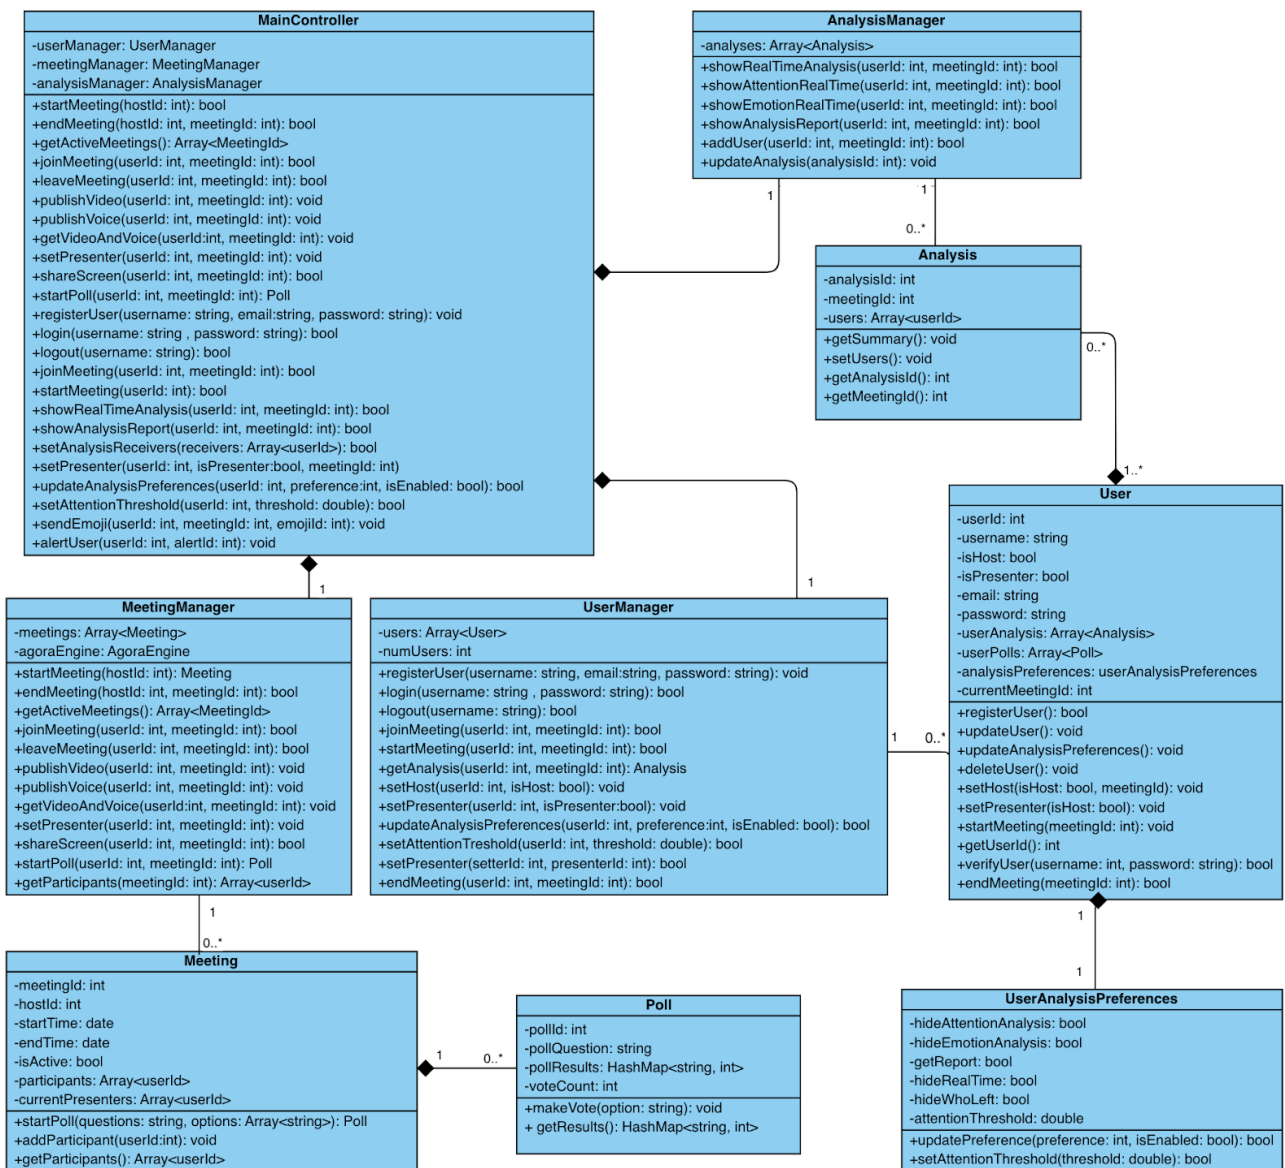 MainController
-userManager: UserManager
-meetingManager: MeetingManager
-analysisManager: AnalysisManager
+startMeeting(hostId: int): bool
+endMeeting(hostId: int, meetingId: int): bool
+getActiveMeetings(): Array<MeetingId>
+joinMeeting(userId: int, meetingId: int): bool
+leaveMeeting(userId: int, meetingId: int): bool
+publishVideo(userId: int, meetingId: int): void
+publishVoice(userId: int, meetingId: int): void
+getVideoAndVoice(userId:int, meetingId: int): void
+setPresenter(userId: int, meetingId: int): void
+shareScreen(userId: int, meetingId: int): bool
+startPoll(userId: int, meetingId: int): Poll
+registerUser(username: string, email:string, password: string): void
+login(username: string , password: string): bool
+logout(username: string): bool
+joinMeeting(userId: int, meetingId: int): bool
+startMeeting(userId: int): bool
+showRealTimeAnalysis(userId: int, meetingId: int): bool
+showAnalysisReport(userId: int, meetingId: int): bool
+setAnalysisReceivers(receivers: Array<userId>): bool
+setPresenter(userId: int, isPresenter:bool, meetingId: int)
+updateAnalysisPreferences(userId: int, preference:int, isEnabled: bool): bool
+setAttentionThreshold(userId: int, threshold: double): bool
+sendEmoji(userId: int, meetingId: int, emojiId: int): void
+alertUser(userId: int, alertId: int): void
AnalysisManager
-analyses: Array<Analysis>
+showRealTimeAnalysis(userId: int, meetingId: int): bool
+showAttentionRealTime(userId: int, meetingId: int): bool
+showEmotionRealTime(userId: int, meetingId: int): bool
+showAnalysisReport(userId: int, meetingId: int): bool
+addUser(userId: int, meetingId: int): bool
+updateAnalysis(analysisId: int): void
1
1
0..*
Analysis
-analysisId: int
-meetingId: int
-users: Array<userId>
+getSummary(): void
+setUsers(): void
+getAnalysisId(): int
+getMeetingId(): int
0..*
1..*
User
-userId: int
-username: string
-isHost: bool
-isPresenter: bool
-email: string
-password: string
-userAnalysis: Array<Analysis>
-userPolls: Array<Poll>
-analysisPreferences: userAnalysisPreferences
-currentMeetingId: int
+registerUser(): bool
+updateUser(): void
+updateAnalysisPreferences(): void
+deleteUser(): void
+setHost(isHost: bool, meetingId): void
+setPresenter(isHost: bool): void
+startMeeting(meetingId: int): void
+getUserId(): int
+verifyUser(username: int, password: string): bool
+endMeeting(meetingId: int): bool
1
1
MeetingManager
-meetings: Array<Meeting>
-agoraEngine: AgoraEngine
+startMeeting(hostId: int): Meeting
+endMeeting(hostId: int, meetingId: int): bool
+getActiveMeetings(): Array<MeetingId>
+joinMeeting(userId: int, meetingId: int): bool
+leaveMeeting(userId: int, meetingId: int): bool
+publishVideo(userId: int, meetingId: int): void
+publishVoice(userId: int, meetingId: int): void
+getVideoAndVoice(userId:int, meetingId: int): void
+setPresenter(userId: int, meetingId: int): void
+shareScreen(userId: int, meetingId: int): bool
+startPoll(userId: int, meetingId: int): Poll
+getParticipants(meetingId: int): Array<userId>
UserManager
-users: Array<User>
-numUsers: int
+registerUser(username: string, email:string, password: string): void
+login(username: string , password: string): bool
+logout(username: string): bool
+joinMeeting(userId: int, meetingId: int): bool
+startMeeting(userId: int, meetingId: int): bool
+getAnalysis(userId: int, meetingId: int): Analysis
+setHost(userId: int, isHost: bool): void
+setPresenter(userId: int, isPresenter:bool): void
+updateAnalysisPreferences(userId: int, preference:int, isEnabled: bool): bool
+setAttentionTreshold(userId: int, threshold: double): bool
+setPresenter(setterId: int, presenterId: int): bool
+endMeeting(userId: int, meetingId: int): bool
1 0..*
1
0..*
Meeting
-meetingId: int
-hostId: int
-startTime: date
-endTime: date
-isActive: bool
-participants: Array<userId>
-currentPresenters: Array<userId>
+startPoll(questions: string, options: Array<string>): Poll
+addParticipant(userId:int): void
+getParticipants(): Array<userId>
1 0..*
Poll
-pollId: int
-pollQuestion: string
-pollResults: HashMap<string, int>
-voteCount: int
+makeVote(option: string): void
+ getResults(): HashMap<string, int>
1
1
UserAnalysisPreferences
-hideAttentionAnalysis: bool
-hideEmotionAnalysis: bool
-getReport: bool
-hideRealTime: bool
-hideWhoLeft: bool
-attentionThreshold: double
+updatePreference(preference: int, isEnabled: bool): bool
+setAttentionThreshold(threshold: double): bool